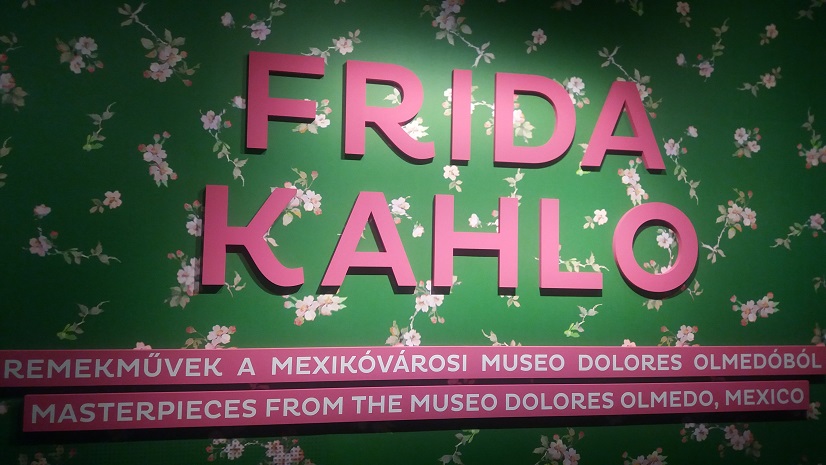 FRIDA
KAHLO
REMEKMŰVEK A MEXIKÓVÁROSI MUSEO DOLORES OLMEDÓBÓL
MASTERPIECES FROM THE MUSEO DOLORES OLMEDO, MEXICO